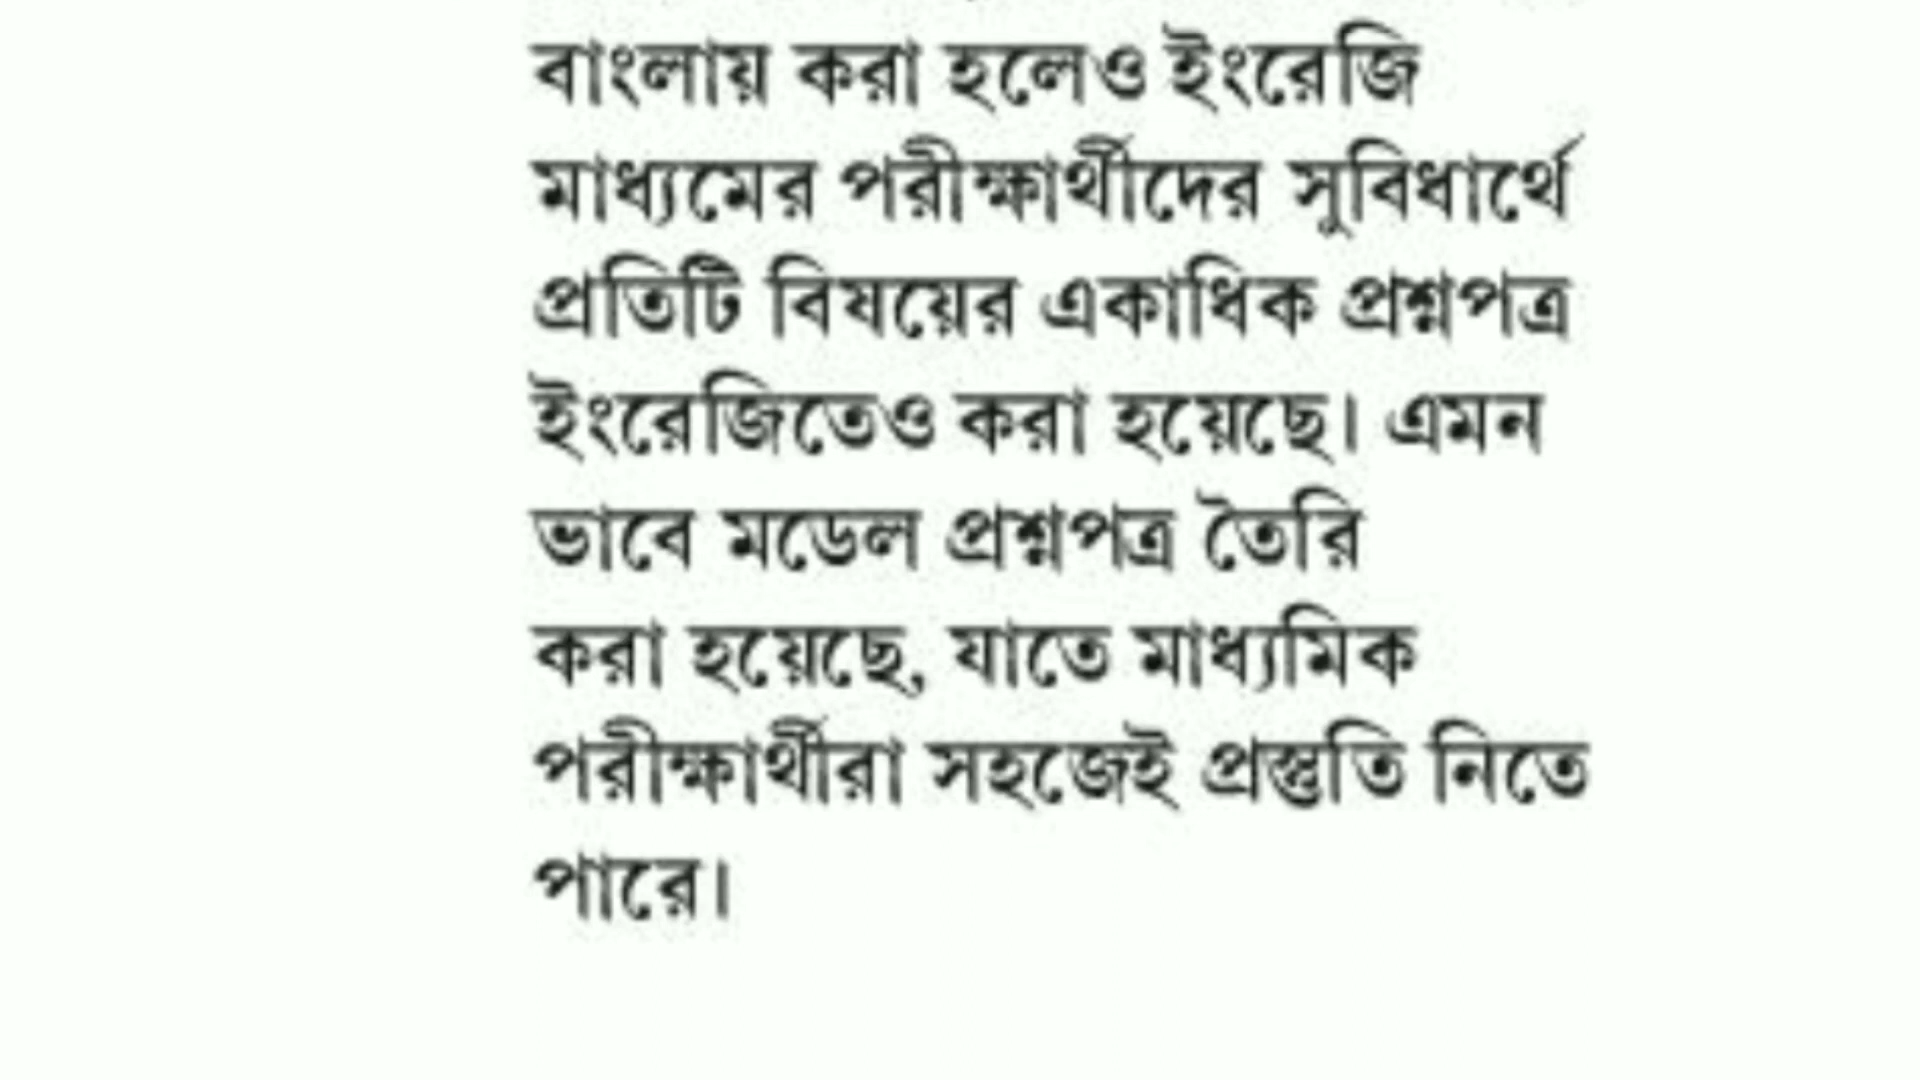 বাংলায় করা হলেও ইংরেজি
মাধ্যমের পরীক্ষার্থীদের সুবিধার্থে
প্রতিটি বিষয়ের একাধিক প্রশ্নপত্র
ইংরেজিতেও করা হয়েছে। এমন
ভাবে মডেল প্রশ্নপত্র তৈরি
করা হয়েছে, যাতে মাধ্যমিক
পরীক্ষার্থীরা সহজেই প্রস্তুতি নিতে
পারে।